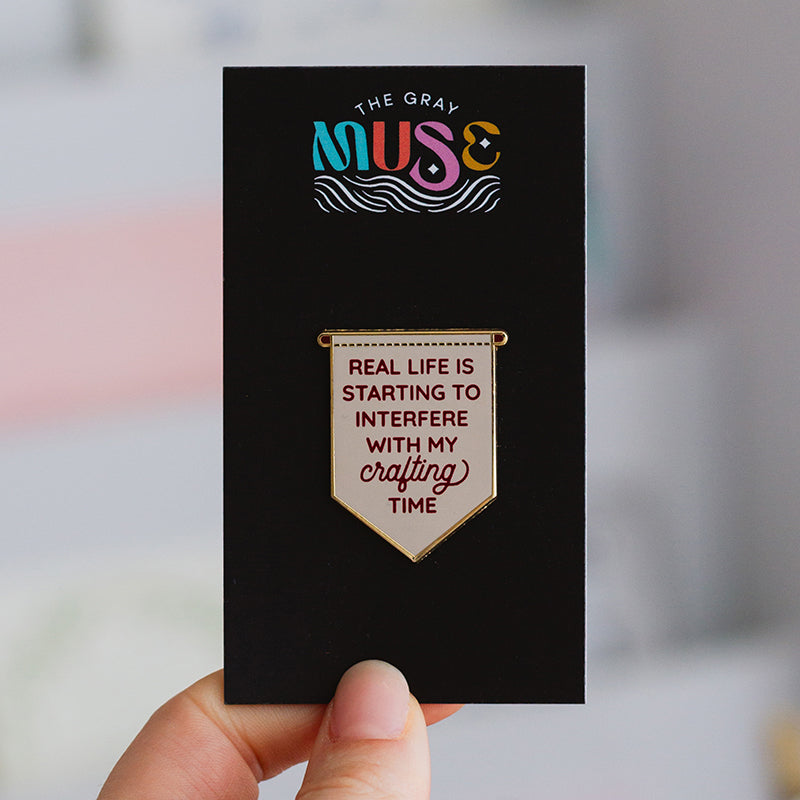 THE GRAY
MUSE
REAL LIFE IS
STARTING TO
INTERFERE
WITH MY
crafting
TIME